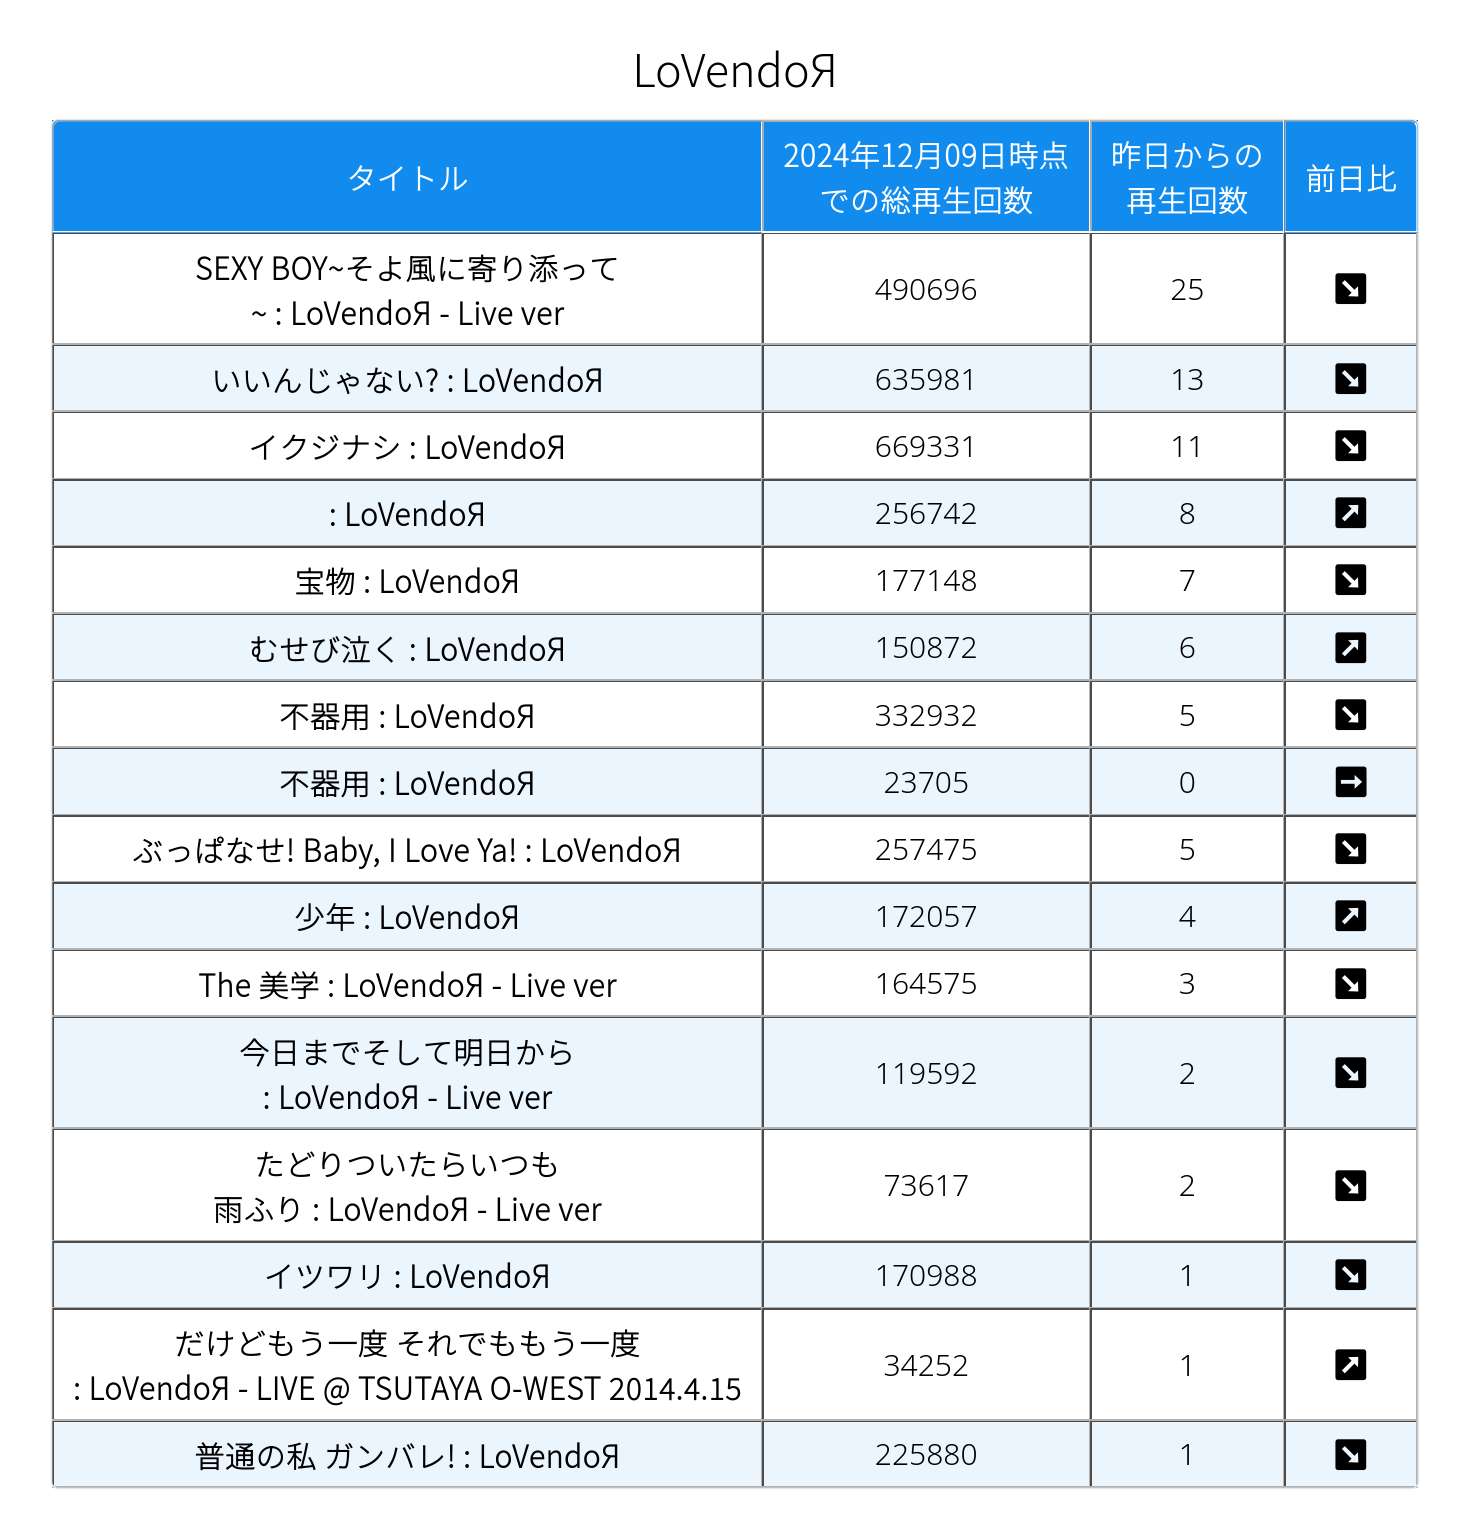 LoVendoЯ
タイトル
2024年12月09日時点
での総再生回数
昨日からの
再生回数
前日比
SEXY BOY~そよ風に寄り添って
~ : LoVendoЯ - Live ver
490696
25
いいんじゃない? : LoVendoЯ
635981
13
イクジナシ : LoVendoЯ
669331
11
: LoVendoЯ
256742
8
宝物 : LoVendoЯ
177148
7
むせび泣く : LoVendoЯ
150872
6
不器用 : LoVendoЯ
332932
5
不器用 : LoVendoЯ
23705
0
ぶっぱなせ! Baby, I Love Ya! : LoVendoЯ
257475
5
少年 : LoVendoЯ
172057
4
The 美学 : LoVendoЯ - Live ver
164575
3
今日までそして明日から
: LoVendoЯ - Live ver
119592
2
たどりついたらいつも
雨ふり : LoVendoЯ - Live ver
73617
2
イツワリ : LoVendoЯ
170988
1
だけどもう一度 それでももう一度
: LoVendoЯ - LIVE @ TSUTAYA O-WEST 2014.4.15
34252
1
普通の私 ガンバレ! : LoVendoЯ
225880
1